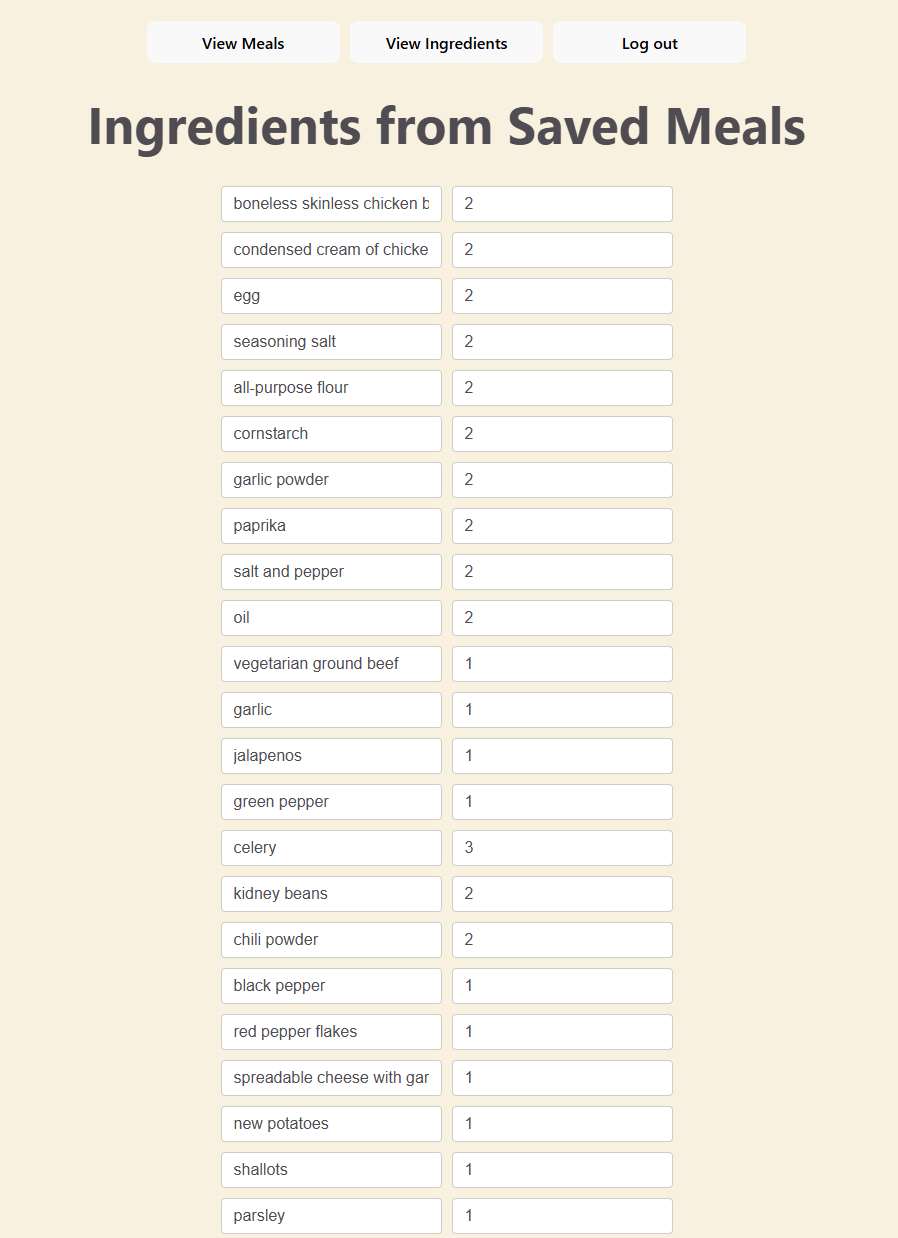 View Meals View Ingredients Log out
Ingredients from Saved Meals
boneless skinless chicken b 2
condensed cream of chicke 2
egg 2
seasoning salt 2
all-purpose flour 2
cornstarch 2
garlic powder 2
paprika 2
salt and pepper 2
oil 2
vegetarian ground beef 1
garlic 1
jalapenos 1
green pepper 1
celery 3
kidney beans 2
chili powder 2
black pepper 1
red pepper flakes 1
spreadable cheese with gar 1
new potatoes 1
shallots 1
parsley 1